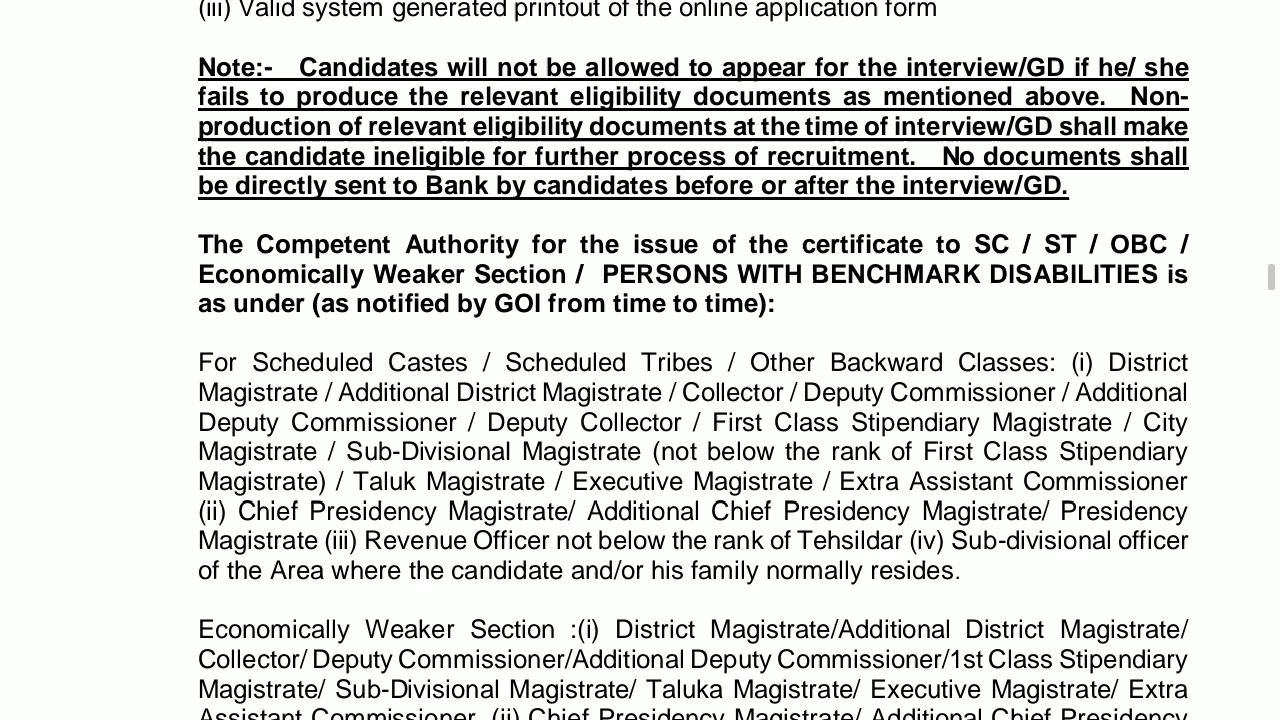 (iii) Valid system generated printout of the online application form
Note:- Candidates will not be allowed to appear for the interview/GD if he/ she
fails to produce the relevant eligibility documents as mentioned above. Non-
production of relevant eligibility documents at the time of interview/GD shall make
the candidate ineligible for further process of recruitment. No documents shall
be directly sent to Bank by candidates before or after the interview/GD.
The Competent Authority for the issue of the certificate to SC / ST / OBC /
Economically Weaker Section / PERSONS WITH BENCHMARK DISABILITIES is
as under (as notified by GOI from time to time):
For Scheduled Castes / Scheduled Tribes / Other Backward Classes: (i) District
Magistrate / Additional District Magistrate / Collector / Deputy Commissioner / Additional
Deputy Commissioner / Deputy Collector / First Class Stipendiary Magistrate / City
Magistrate / Sub-Divisional Magistrate (not below the rank of First Class Stipendiary
Magistrate) / Taluk Magistrate / Executive Magistrate / Extra Assistant Commissioner
(ii) Chief Presidency Magistrate/ Additional Chief Presidency Magistrate/ Presidency
Magistrate (iii) Revenue Officer not below the rank of Tehsildar (iv) Sub-divisional officer
of the Area where the candidate and/or his family normally resides.
Economically Weaker Section :(i) District Magistrate/Additional District Magistrate/
Collector/ Deputy Commissioner/Additional Deputy Commissioner/1st Class Stipendiary
Magistrate/ Sub-Divisional Magistrate/ Taluka Magistrate/ Executive Magistrate/ Extra
Assistant Commissioner (ii) Chief Presidency Magistrate/ Additional Chief Presidency